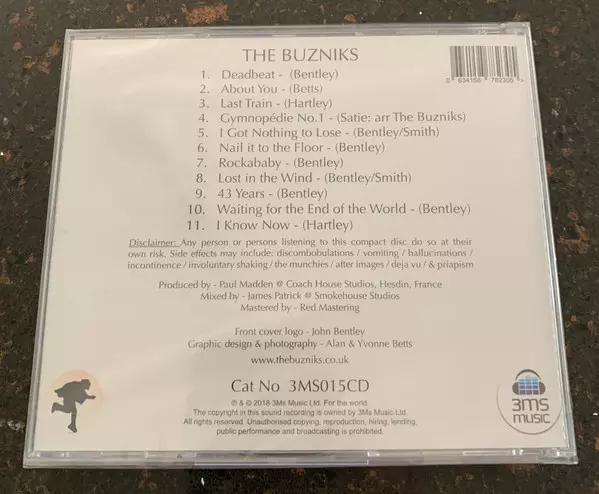 THE BUZNIKS
1. Deadbeat - (Bentley)
2. About You - (Betts)
3. Last Train - (Hartley)
4. Gymnopédie No.1 - (Satie: arr The Buzniks)
5. I Got Nothing to Lose - (Bentley/Smith)
6. Nail it to the Floor - (Bentley)
7. Rockababy - (Bentley)
8. Lost in the Wind - (Bentley/Smith)
9. 43 Years - (Bentley)
10. Waiting for the End of the World - (Bentley)
11. I Know Now - (Hartley)
Disclaimer: Any person or persons listening to this compact disc do so at their
own risk. Side effects may include: discombobulations / vomiting / hallucinations /
incontinence / involuntary shaking / the munchies / after images / deja vu / & priapism
Produced by - Paul Madden @ Coach House Studios, Hesdin, France
Mixed by - James Patrick @ Smokehouse Studios
Mastered by - Red Mastering
Front cover logo - John Bentley
Graphic design & photography - Alan & Yvonne Betts
www.thebuzniks.co.uk
Cat No 3MS015CD
℗ & © 2018 3Ms Music Ltd. For the world.
The copyright in this sound recording is owned by 3Ms Music Ltd.
All rights reserved. Unauthorised copying, reproduction, hiring, lending,
public performance and broadcasting is prohibited.
3MS
MUSIC